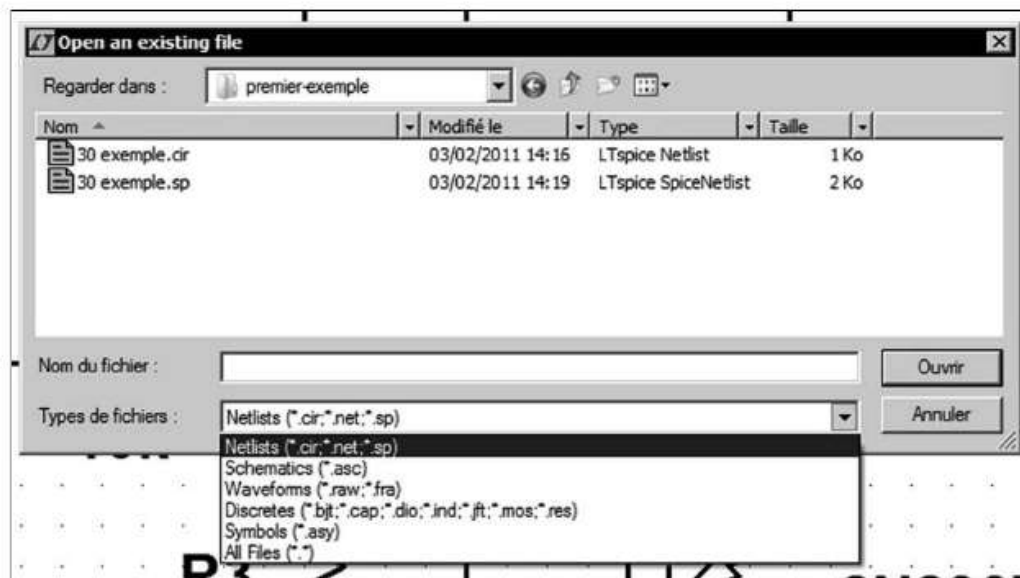 Open an existing file
Regarder dans : premier-exemple
Nom Modifié le Type Taille
30 exemple.cir 03/02/2011 14:16 LTspice Netlist 1 Ko
30 exemple.sp 03/02/2011 14:19 LTspice SpiceNetlist 2 Ko
Nom du fichier : Ouvrir
Types de fichiers : Netlists (*.cir;*.net;*.sp) Annuler
Netlists (*.cir;*.net;*.sp)
Schematics (*.asc)
Waveforms (*.raw;*.fra)
Discretes (*.bjt;*.cap;*.dio;*.ind;*.jft;*.mos;*.res)
Symbols (*.asy)
All Files (*.*)
R3